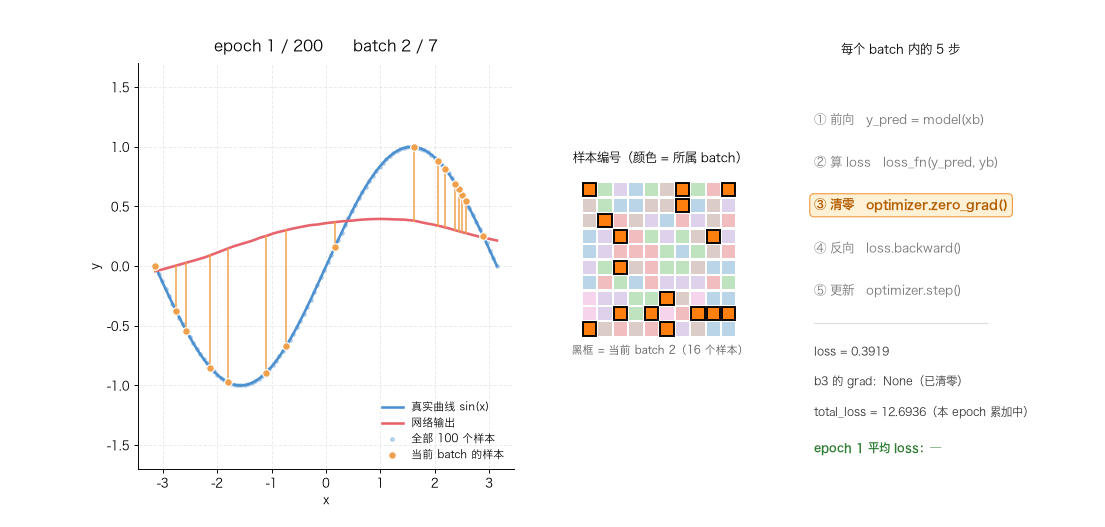 epoch 1 / 200 batch 2 / 7
1.5
1.0
0.5
0.0
-0.5
-1.0
-1.5
y
-3 -2 -1 0 1 2 3
x
真实曲线 sin(x)
网络输出
全部 100 个样本
当前 batch 的样本
样本编号（颜色 = 所属 batch）
黑框 = 当前 batch 2（16 个样本）
每个 batch 内的 5 步
① 前向 y_pred = model(xb)
② 算 loss loss_fn(y_pred, yb)
③ 清零 optimizer.zero_grad()
④ 反向 loss.backward()
⑤ 更新 optimizer.step()
loss = 0.3919
b3 的 grad: None（已清零）
total_loss = 12.6936（本 epoch 累加中）
epoch 1 平均 loss: —